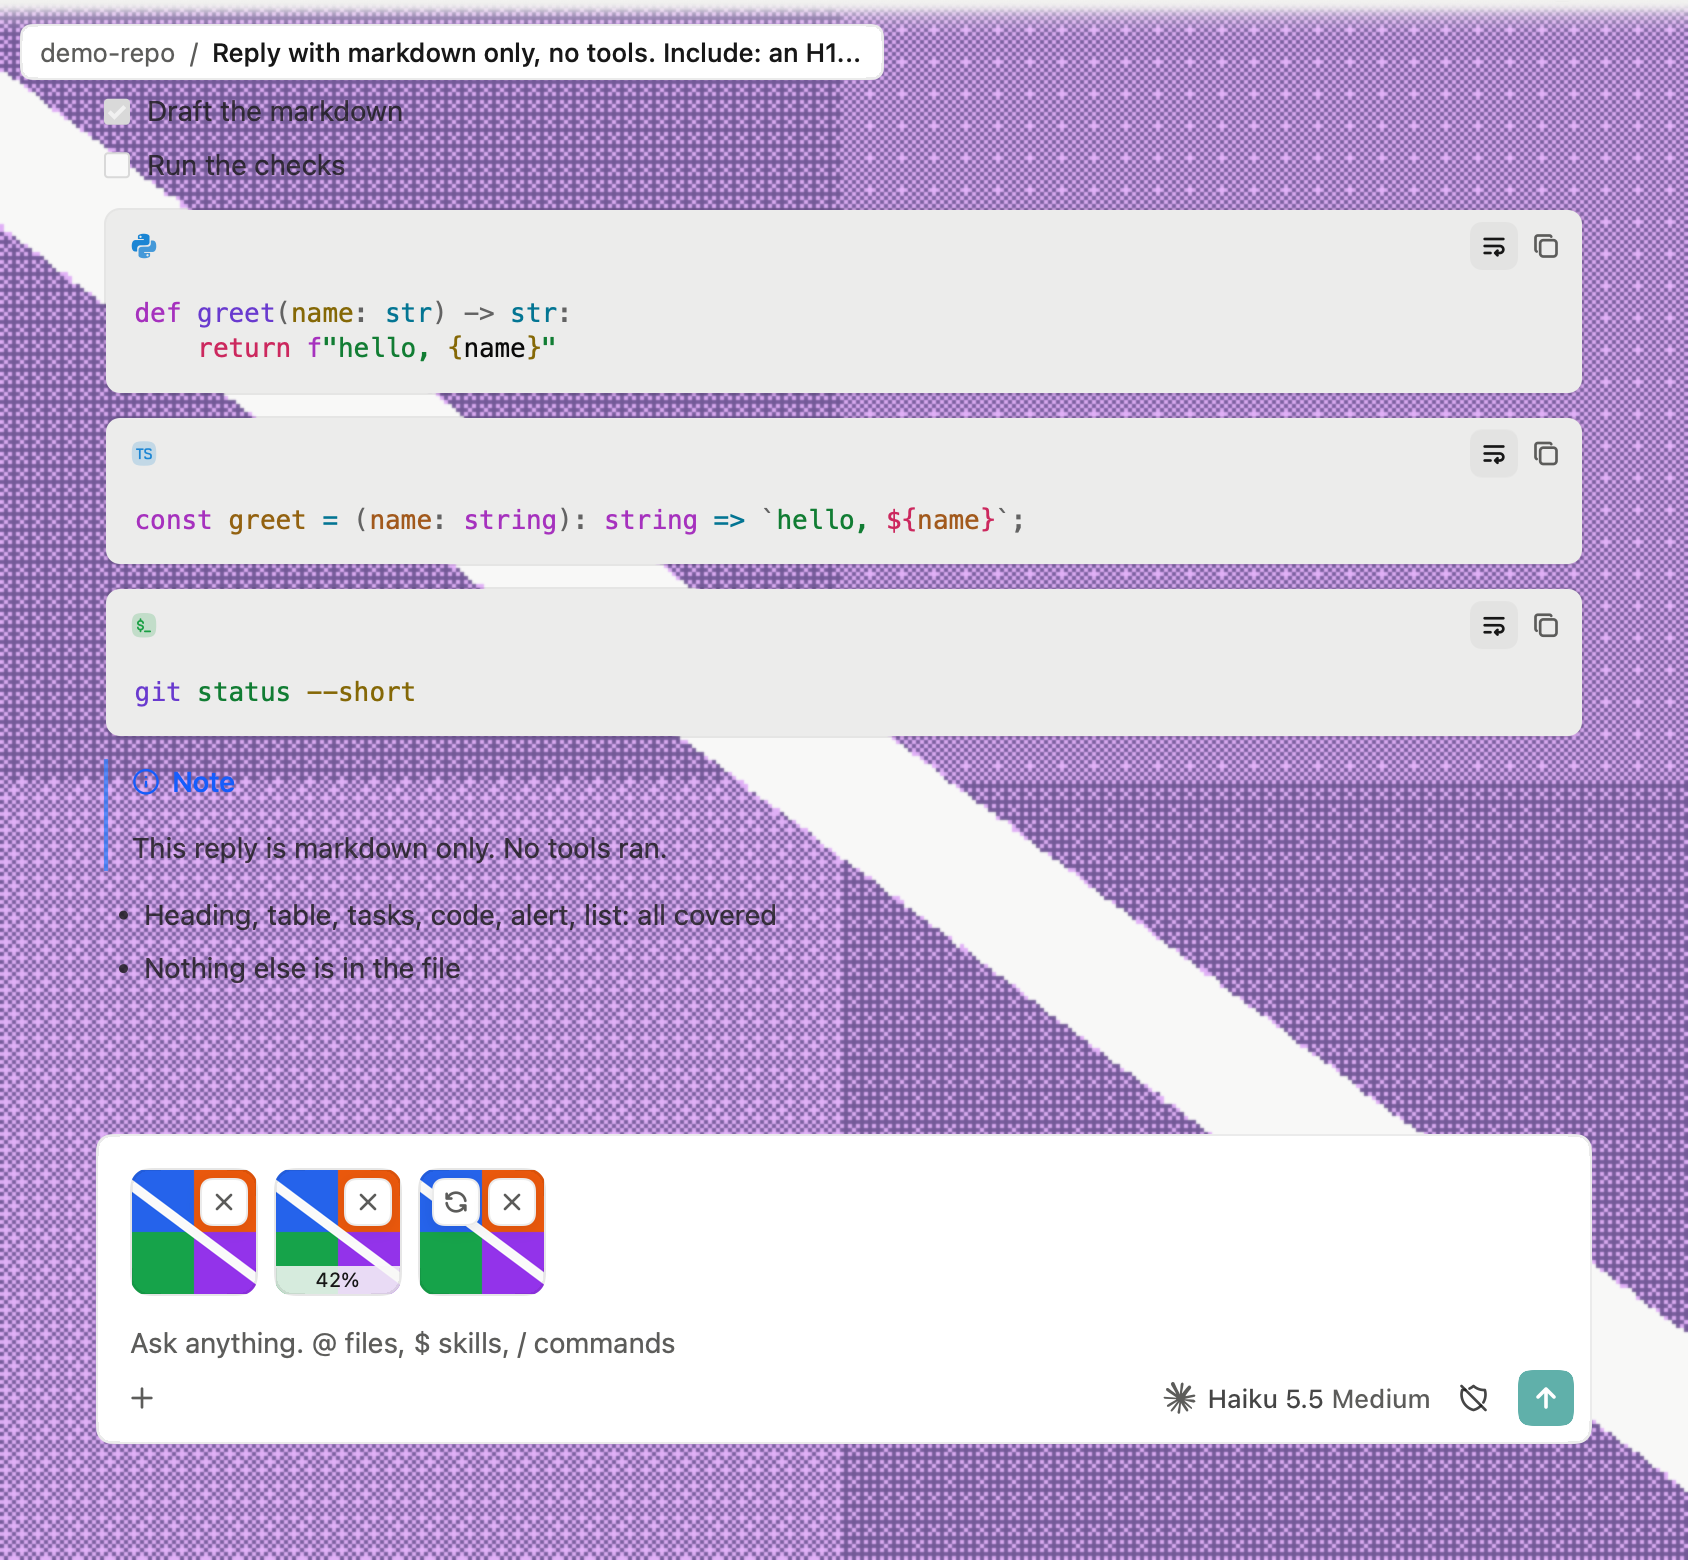 demo-repo / Reply with markdown only, no tools. Include: an H1...
Draft the markdown
Run the checks
def greet(name: str) -> str:
    return f"hello, {name}"
TS
const greet = (name: string): string => `hello, ${name}`;
$_
git status --short
Note
This reply is markdown only. No tools ran.
• Heading, table, tasks, code, alert, list: all covered
• Nothing else is in the file
42%
Ask anything. @ files, $ skills, / commands
Haiku 5.5 Medium